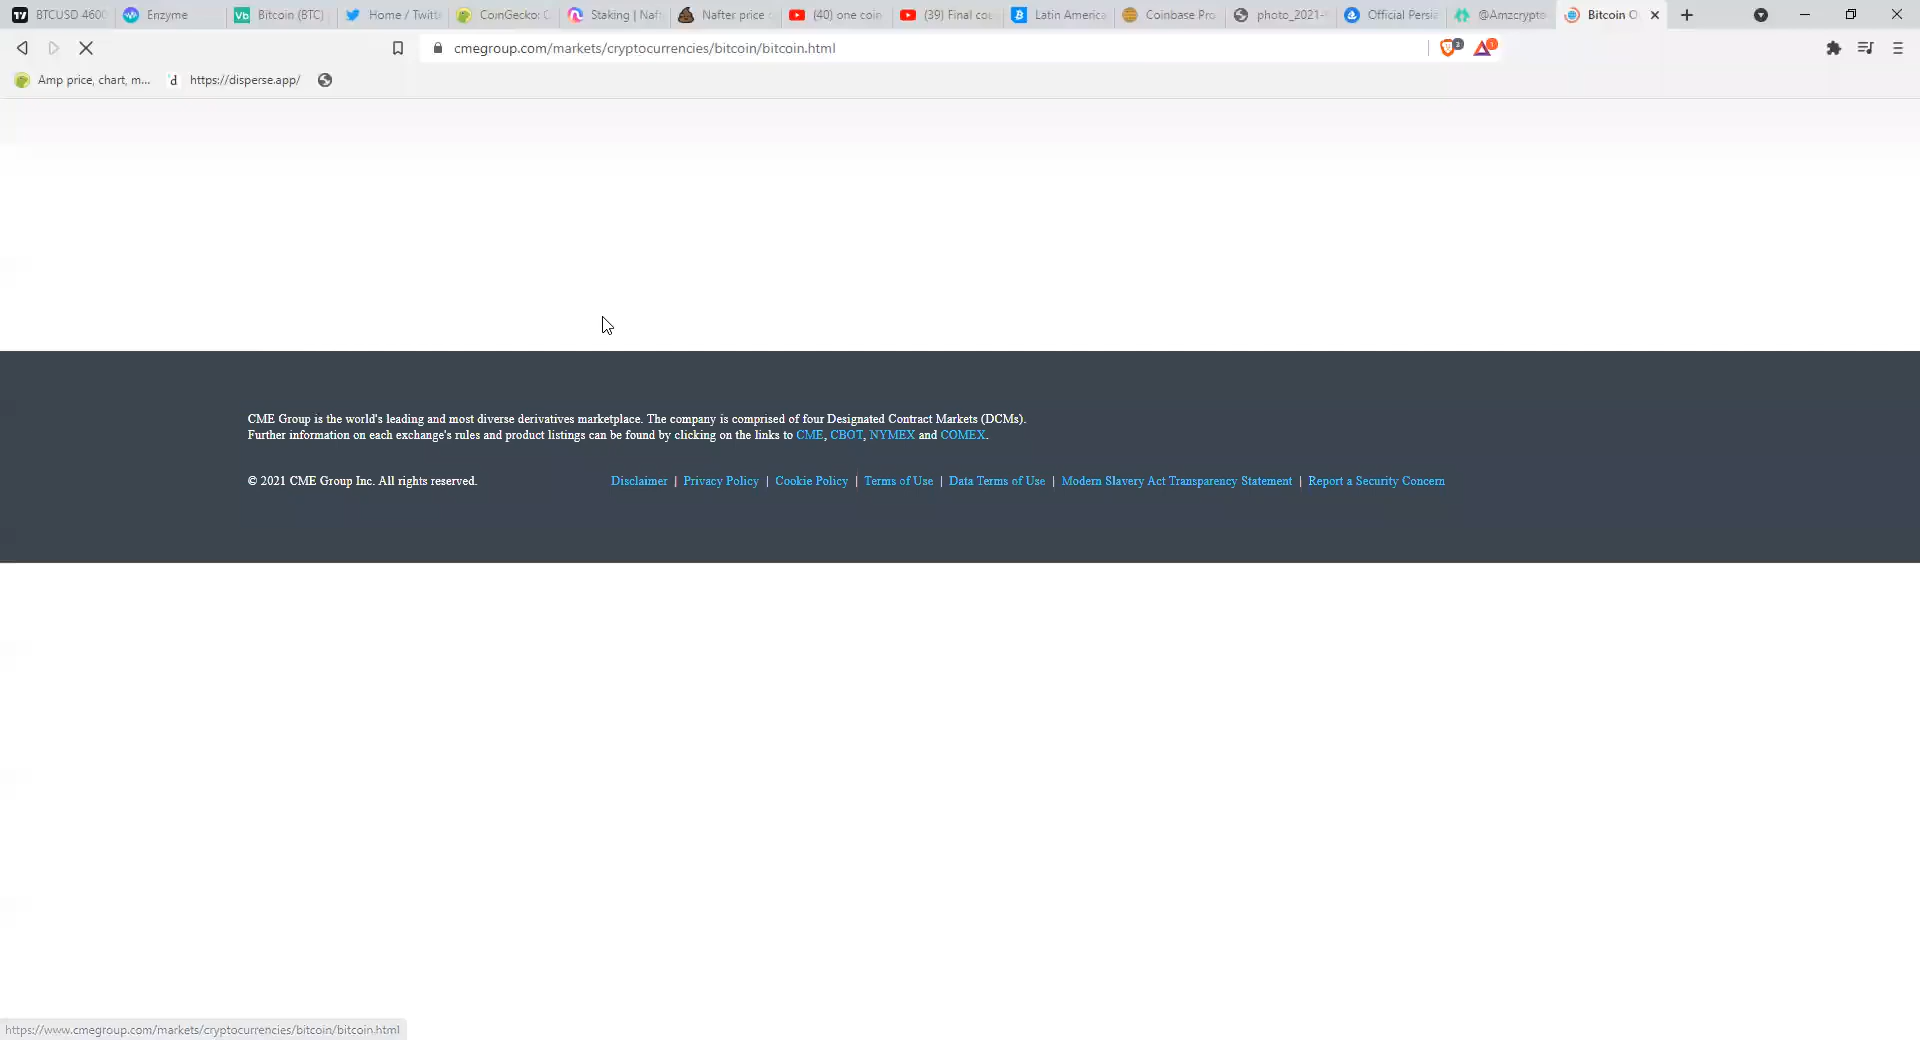 BTCUSD 4600
Enzyme
Bitcoin (BTC)
Home / Twitt
CoinGecko: C
Staking | Naf
Nafter price
(40) one coin
(39) Final co
Latin America
Coinbase Pro
photo_2021-
Official Persia
@Amzcrypto
Bitcoin O
cmegroup.com/markets/cryptocurrencies/bitcoin/bitcoin.html
Amp price, chart, m...
https://disperse.app/
CME Group is the world's leading and most diverse derivatives marketplace. The company is comprised of four Designated Contract Markets (DCMs).
Further information on each exchange's rules and product listings can be found by clicking on the links to CME, CBOT, NYMEX and COMEX.
© 2021 CME Group Inc. All rights reserved.
Disclaimer | Privacy Policy | Cookie Policy | Terms of Use | Data Terms of Use | Modern Slavery Act Transparency Statement | Report a Security Concern
https://www.cmegroup.com/markets/cryptocurrencies/bitcoin/bitcoin.html